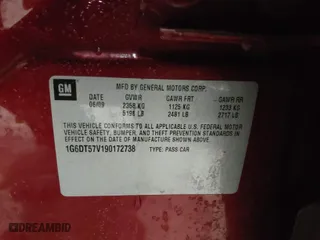 GM
MFD BY GENERAL MOTORS CORP.
DATE GVWR GAWR FRT GAWR RR
06/09 2358 KG 1125 KG 1233 KG
5198 LB 2481 LB 2717 LB
THIS VEHICLE CONFORMS TO ALL APPLICABLE U.S. FEDERAL MOTOR
VEHICLE SAFETY, BUMPER, AND THEFT PREVENTION STANDARDS IN
EFFECT ON THE DATE OF MANUFACTURE SHOWN ABOVE.
1G6DT57V190172738 TYPE: PASS-CAR
DREAMBID